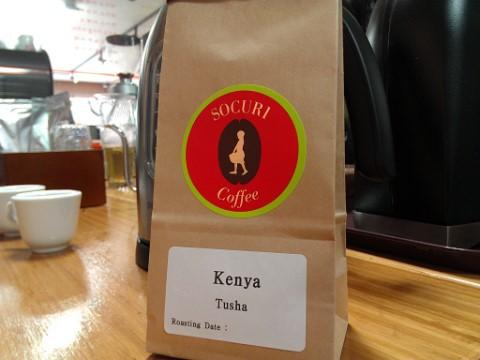 SOCURI
Coffee
Kenya
Tusha
Roasting Date :